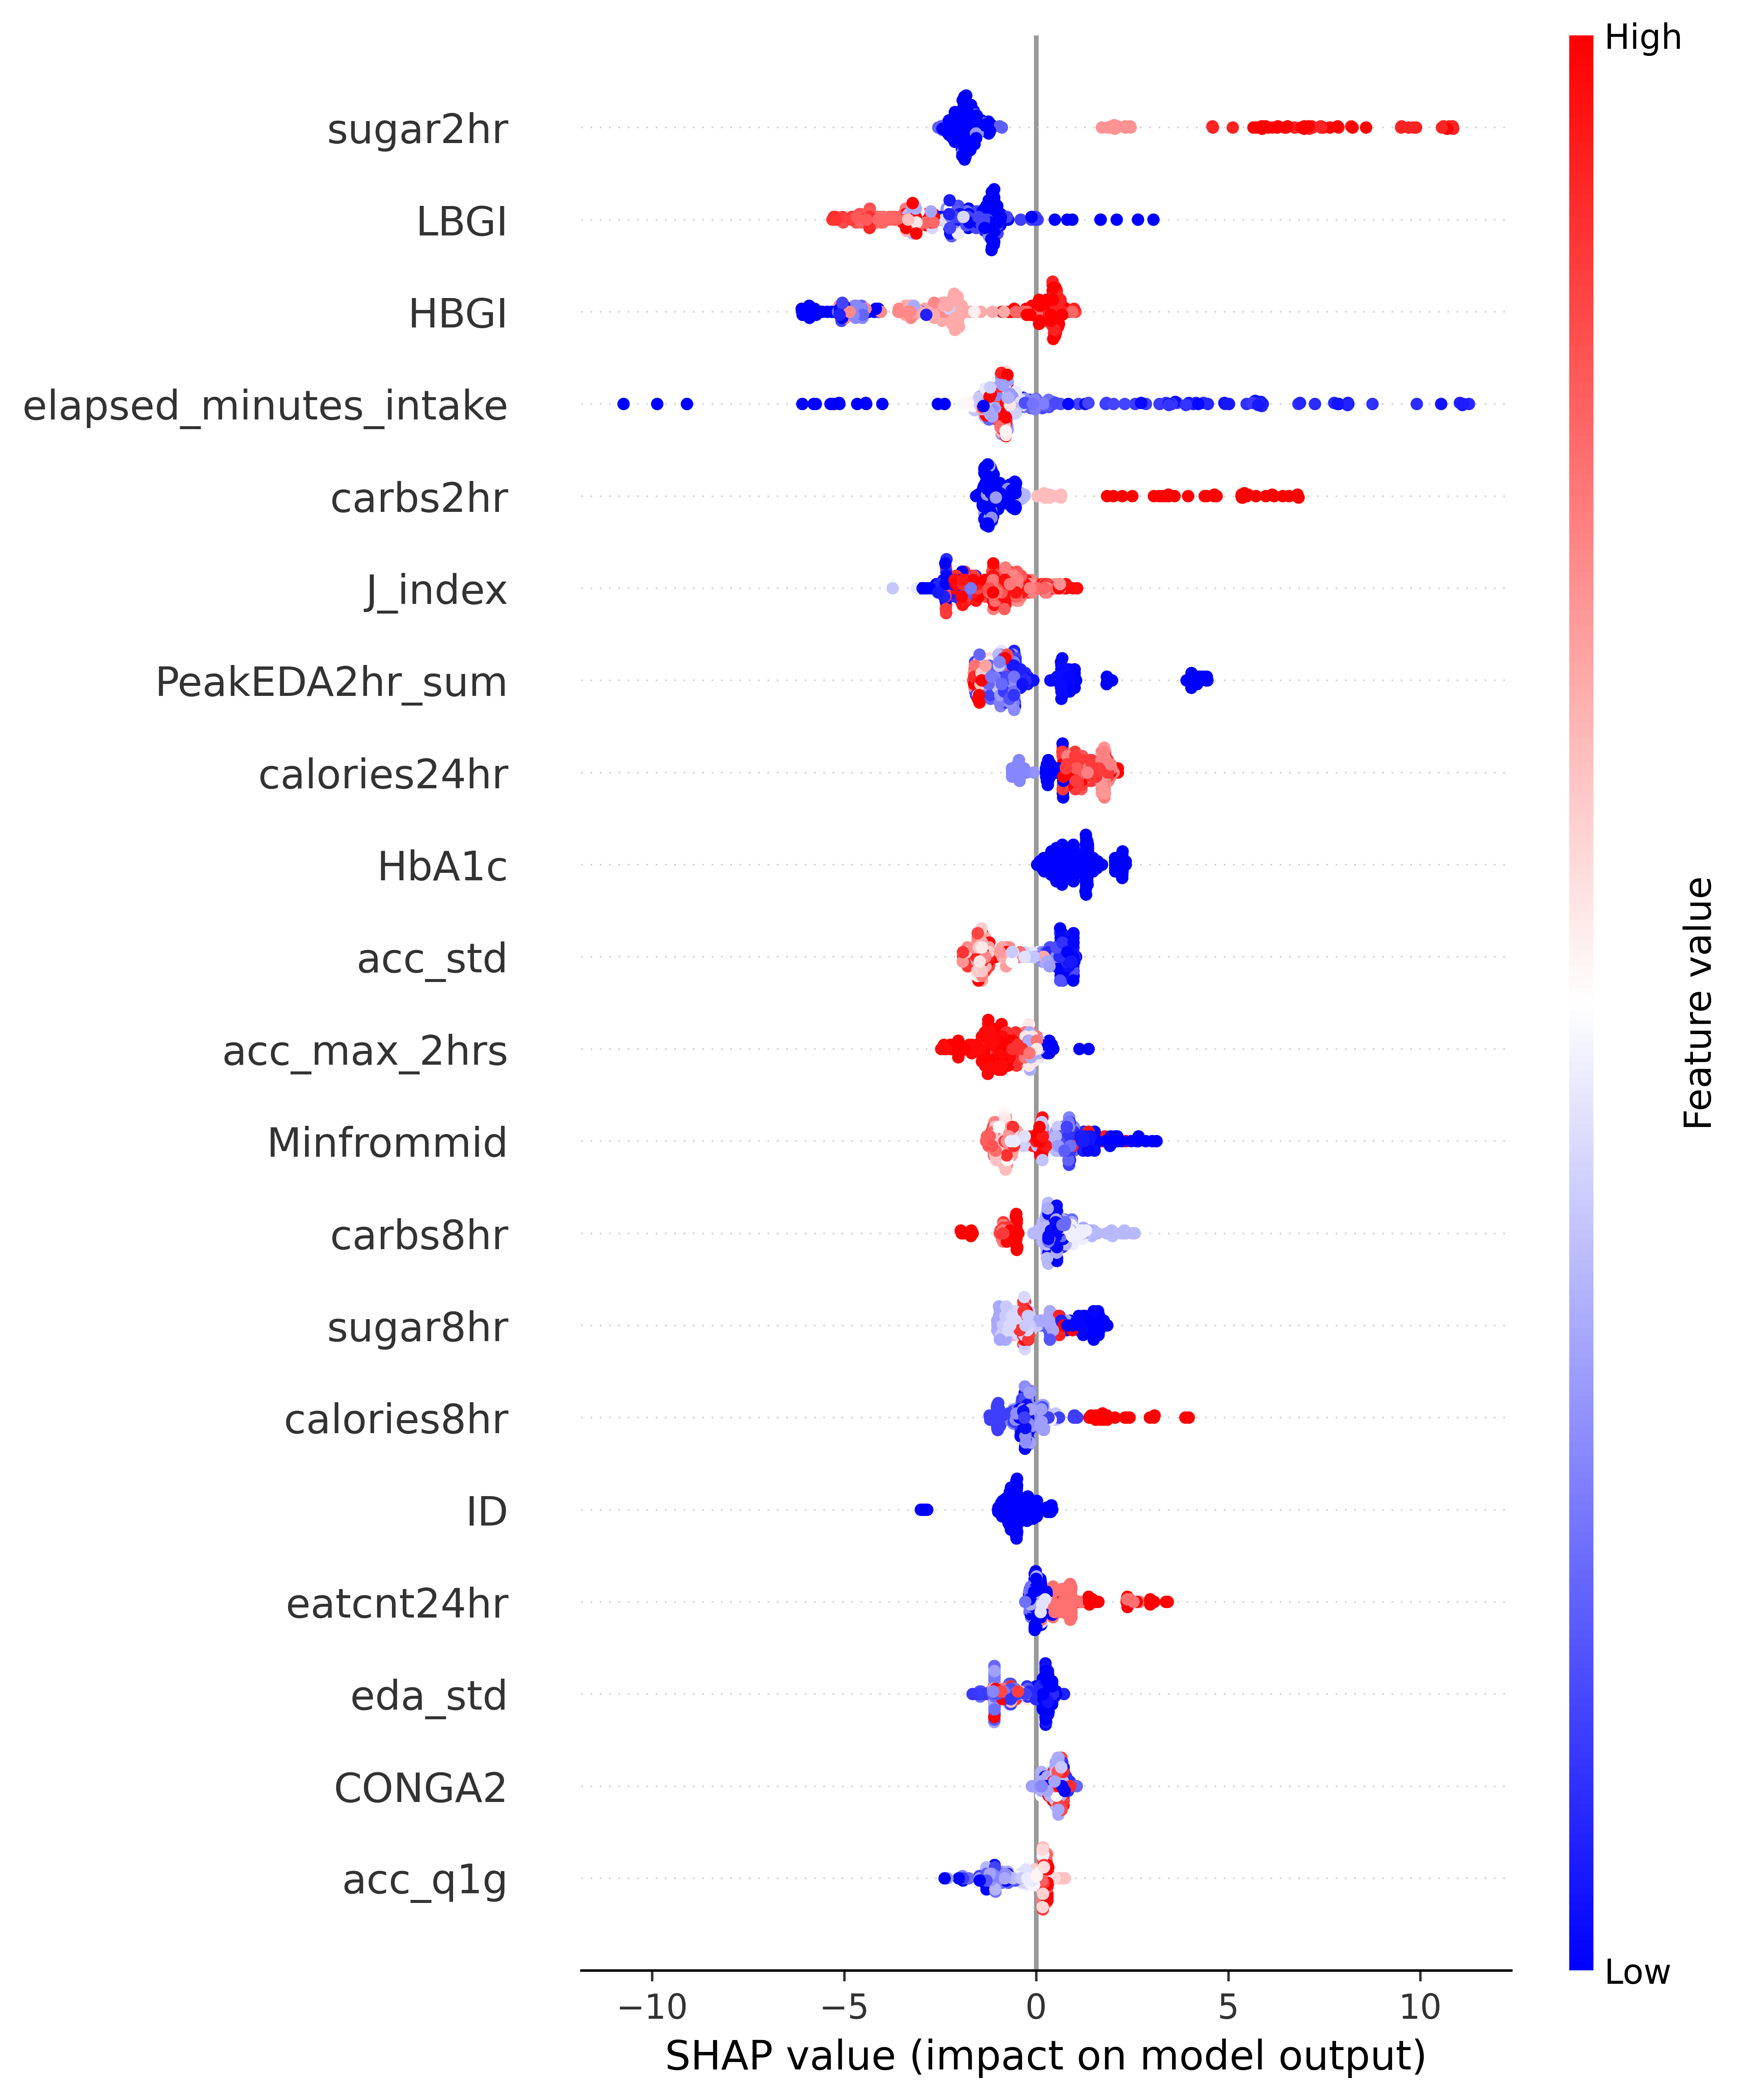 High
sugar2hr
LBGI
HBGI
elapsed_minutes_intake
carbs2hr
J_index
PeakEDA2hr_sum
calories24hr
HbA1c
acc_std
acc_max_2hrs
Minfrommid
carbs8hr
sugar8hr
calories8hr
ID
eatcnt24hr
eda_std
CONGA2
acc_q1g
Feature value
Low
−10 −5 0 5 10
SHAP value (impact on model output)